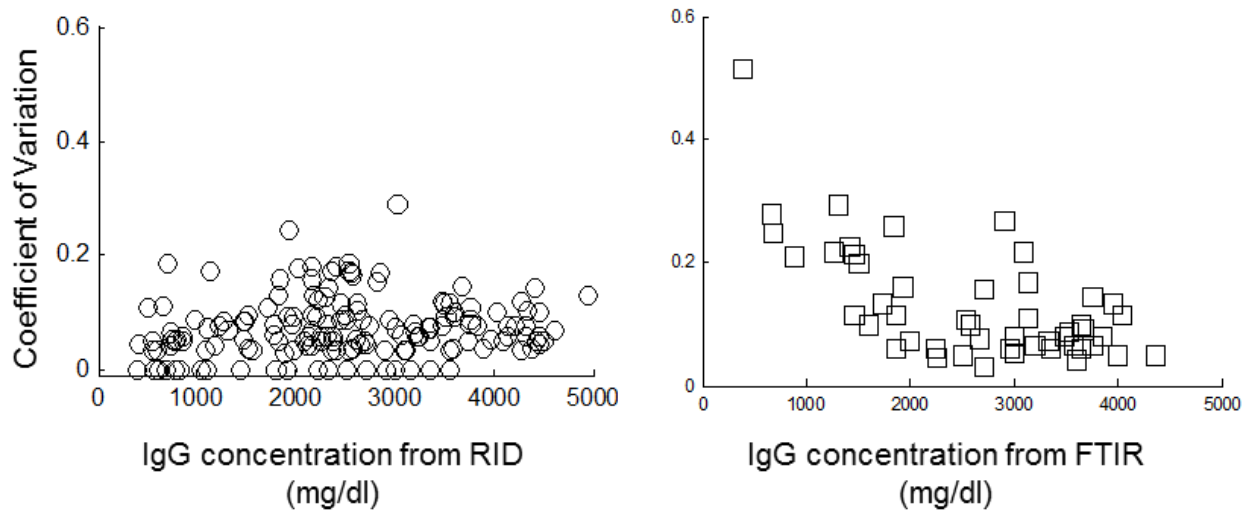 Coefficient of Variation
0.6
0.4
0.2
0
0 1000 2000 3000 4000 5000
IgG concentration from RID
(mg/dl)
0.6
0.4
0.2
0
0 1000 2000 3000 4000 5000
IgG concentration from FTIR
(mg/dl)